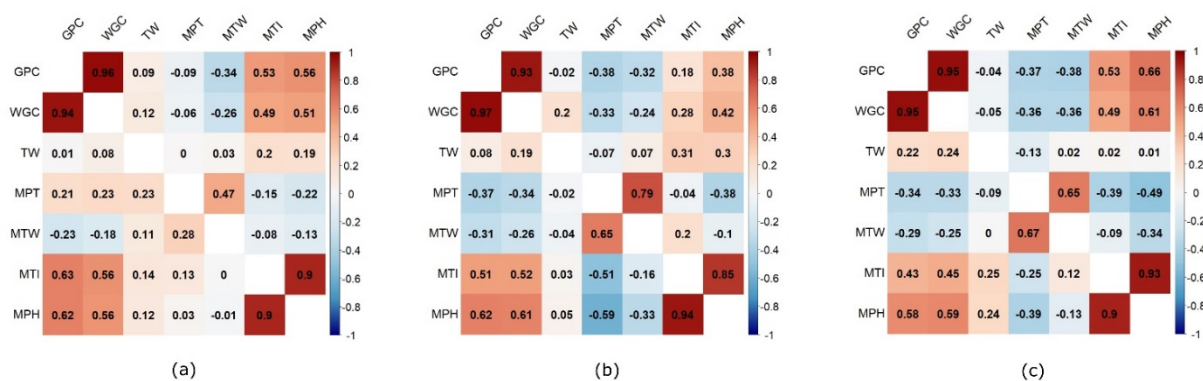 GPC WGC TW MPT MTW MTI MPH
GPC 0.96 0.09 -0.09 -0.34 0.53 0.56
WGC 0.94 0.12 -0.06 -0.26 0.49 0.51
TW 0.01 0.08 0 0.03 0.2 0.19
MPT 0.21 0.23 0.23 0.47 -0.15 -0.22
MTW -0.23 -0.18 0.11 0.28 -0.08 -0.13
MTI 0.63 0.56 0.14 0.13 0 0.9
MPH 0.62 0.56 0.12 0.03 -0.01 0.9
1
0.8
0.6
0.4
0.2
0
-0.2
-0.4
-0.6
-0.8
-1
(a)
GPC WGC TW MPT MTW MTI MPH
GPC 0.93 -0.02 -0.38 -0.32 0.18 0.38
WGC 0.97 0.2 -0.33 -0.24 0.28 0.42
TW 0.08 0.19 -0.07 0.07 0.31 0.3
MPT -0.37 -0.34 -0.02 0.79 -0.04 -0.38
MTW -0.31 -0.26 -0.04 0.65 0.2 -0.1
MTI 0.51 0.52 0.03 -0.51 -0.16 0.85
MPH 0.62 0.61 0.05 -0.59 -0.33 0.94
1
0.8
0.6
0.4
0.2
0
-0.2
-0.4
-0.6
-0.8
-1
(b)
GPC WGC TW MPT MTW MTI MPH
GPC 0.95 -0.04 -0.37 -0.38 0.53 0.66
WGC 0.95 -0.05 -0.36 -0.36 0.49 0.61
TW 0.22 0.24 -0.13 0.02 0.02 0.01
MPT -0.34 -0.33 -0.09 0.65 -0.39 -0.49
MTW -0.29 -0.25 0 0.67 -0.09 -0.34
MTI 0.43 0.45 0.25 -0.25 0.12 0.93
MPH 0.58 0.59 0.24 -0.39 -0.13 0.9
1
0.8
0.6
0.4
0.2
0
-0.2
-0.4
-0.6
-0.8
-1
(c)